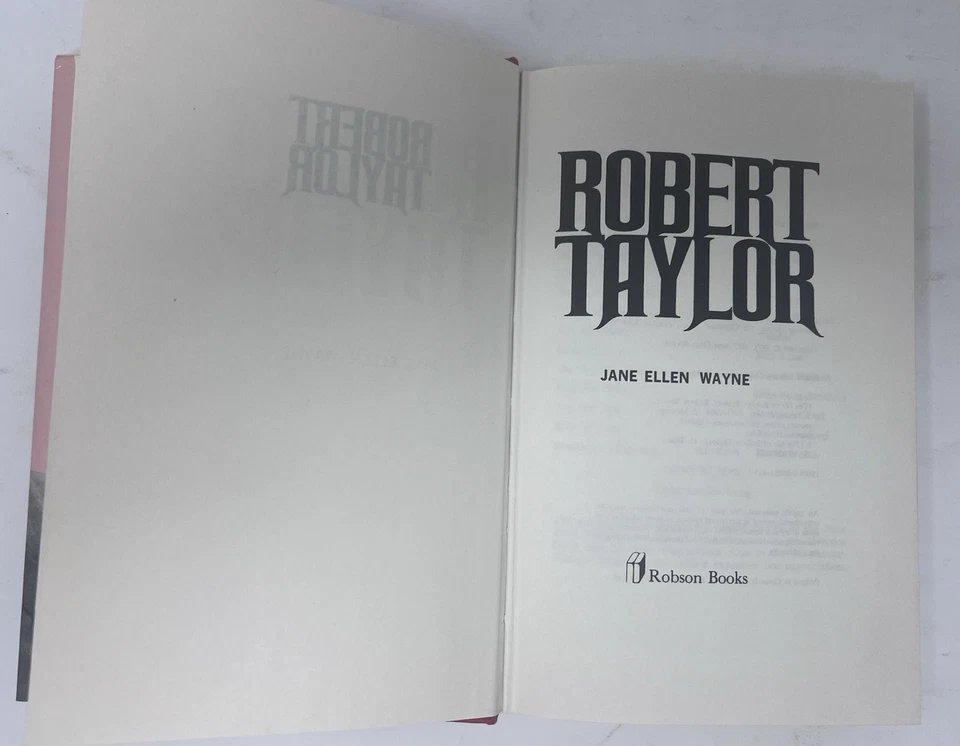 ROBERT
TAYLOR
JANE ELLEN WAYNE
Robson Books